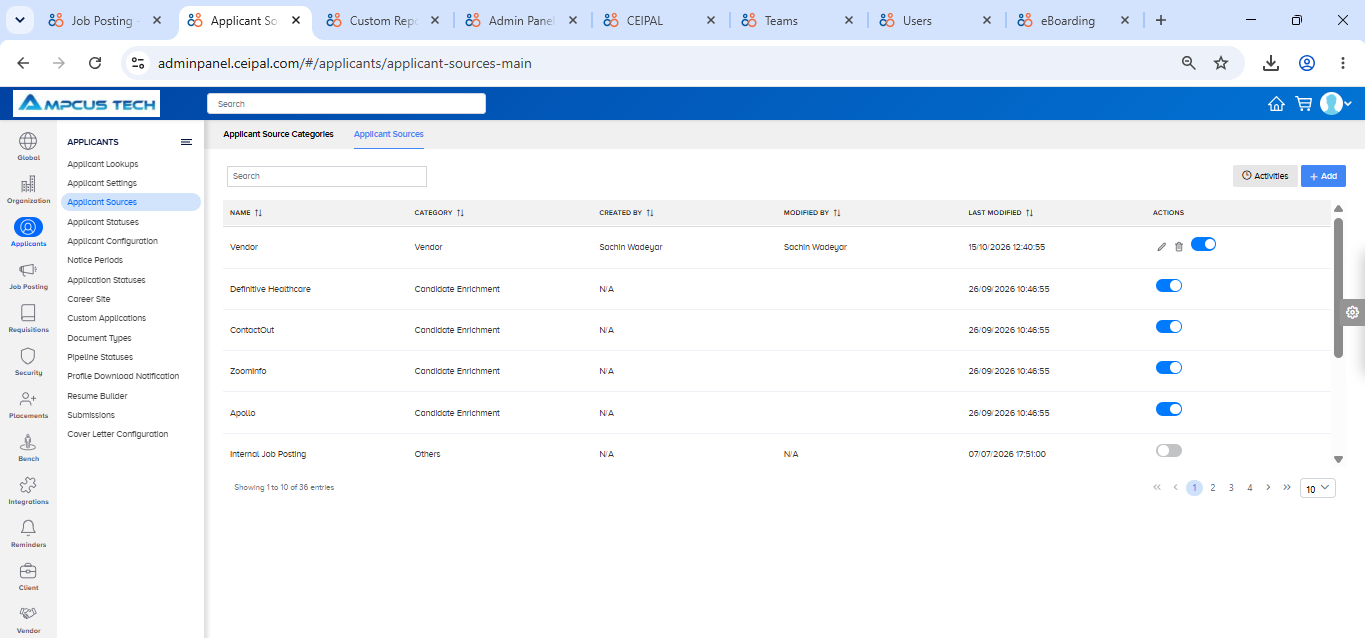 Job Posting
Applicant So
Custom Repo
Admin Panel
CEIPAL
Teams
Users
eBoarding
adminpanel.ceipal.com/#/applicants/applicant-sources-main
AMPCUS TECH
Search
Global
Organization
Applicants
Job Posting
Requisitions
Security
Placements
Bench
Integrations
Reminders
Client
Vendor
APPLICANTS
Applicant Lookups
Applicant Settings
Applicant Sources
Applicant Statuses
Applicant Configuration
Notice Periods
Application Statuses
Career Site
Custom Applications
Document Types
Pipeline Statuses
Profile Download Notification
Resume Builder
Submissions
Cover Letter Configuration
Applicant Source Categories Applicant Sources
Search
Activities + Add
NAME CATEGORY CREATED BY MODIFIED BY LAST MODIFIED ACTIONS
Vendor Vendor Sachin Wadeyar Sachin Wadeyar 15/10/2026 12:40:55
Definitive Healthcare Candidate Enrichment N/A 26/09/2026 10:46:55
ContactOut Candidate Enrichment N/A 26/09/2026 10:46:55
ZoomInfo Candidate Enrichment N/A 26/09/2026 10:46:55
Apollo Candidate Enrichment N/A 26/09/2026 10:46:55
Internal Job Posting Others N/A N/A 07/07/2026 17:51:00
Showing 1 to 10 of 36 entries
« ‹ 1 2 3 4 › » 10